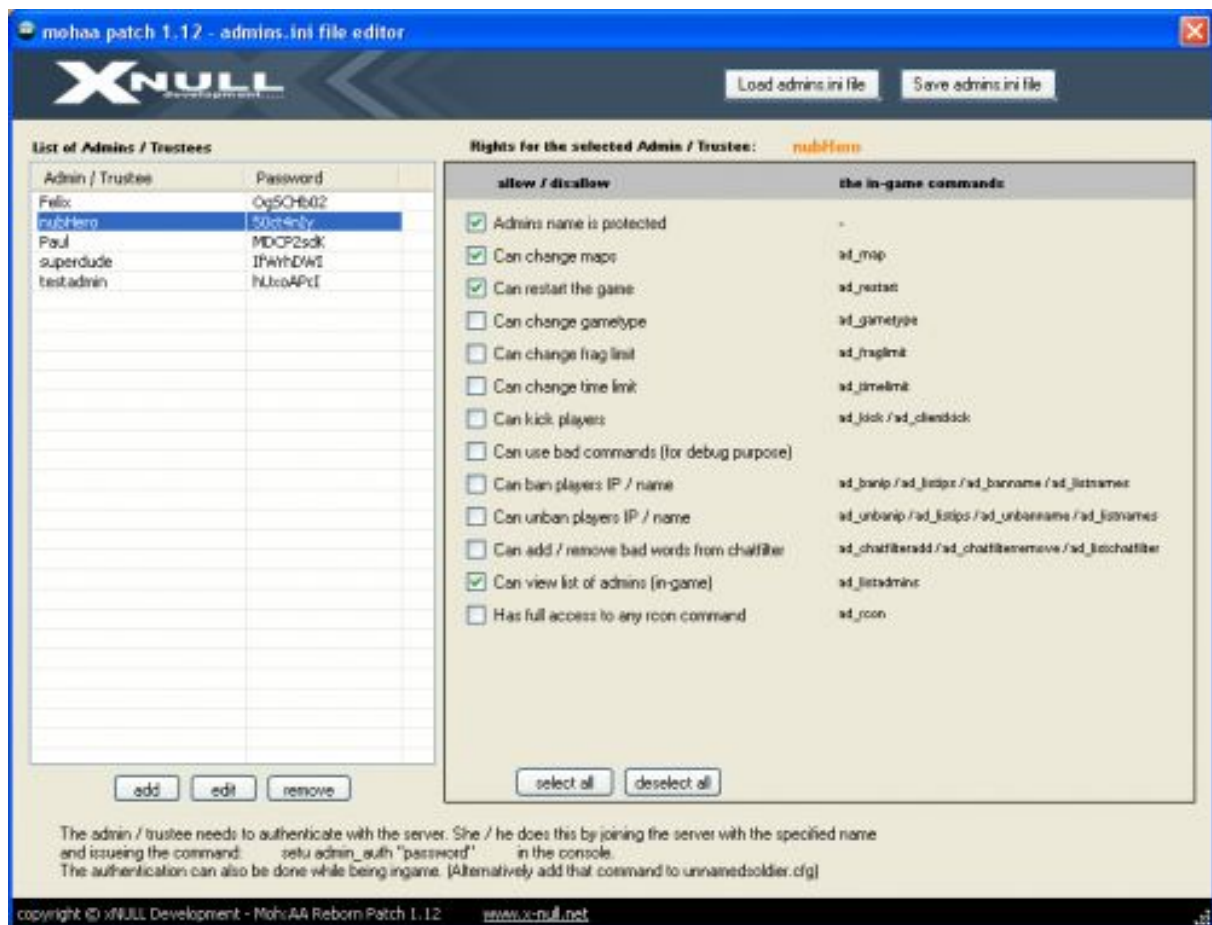 mohaa patch 1.12 - admins.ini file editor
XNULL
development.....
Load admins.ini file Save admins.ini file
List of Admins / Trustees
Rights for the selected Admin / Trustee: nubHero
Admin / Trustee Password
allow / disallow the in-game commands
Felix
nubHero
Paul
superdude
testadmin
Admins name is protected -
Can change maps ad_map
Can restart the game ad_restart
Can change gametype ad_gametype
Can change frag limit ad_fraglimit
Can change time limit ad_timelimit
Can kick players ad_kick / ad_clientkick
Can use bad commands (for debug purpose)
Can ban players IP / name ad_banip / ad_listips / ad_banname / ad_listnames
Can unban players IP / name ad_unbanip / ad_listips / ad_unbanname / ad_listnames
Can add / remove bad words from chatfilter ad_chatfilteradd / ad_chatfilterremove / ad_listchatfilter
Can view list of admins (in-game) ad_listadmins
Has full access to any rcon command ad_rcon
select all deselect all
add edit remove
The admin / trustee needs to authenticate with the server. She / he does this by joining the server with the specified name
and issueing the command: setu admin_auth "password" in the console.
The authentication can also be done while being ingame. (Alternatively add that command to unnamedsoldier.cfg)
copyright © xNULL Development - Moh:AA Reborn Patch 1.12 www.x-null.net